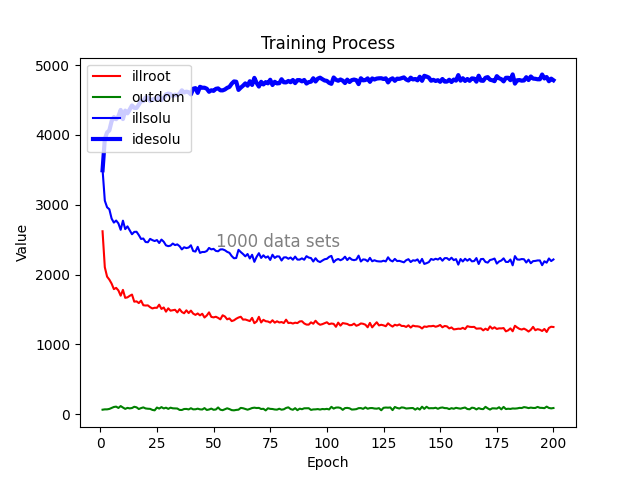 Training Process
illroot
outdom
illsolu
idesolu
1000 data sets
Value
5000
4000
3000
2000
1000
0
0 25 50 75 100 125 150 175 200
Epoch